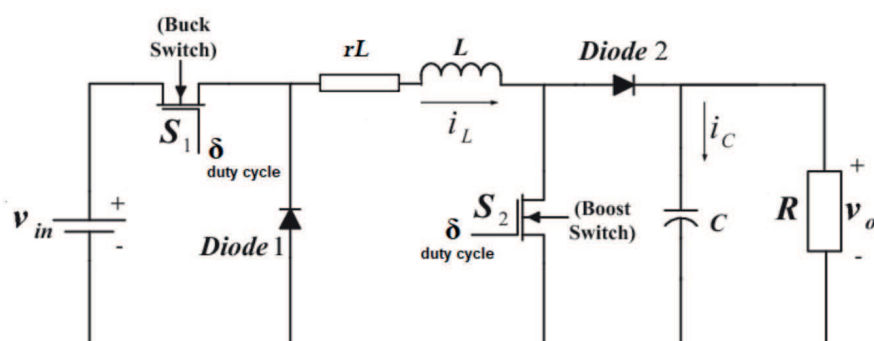 (Buck
Switch)
S1
δ
duty cycle
rL
L
iL
Diode 2
iC
vin
+
-
Diode 1
S2
δ
duty cycle
(Boost
Switch)
C
R
+
vo
-